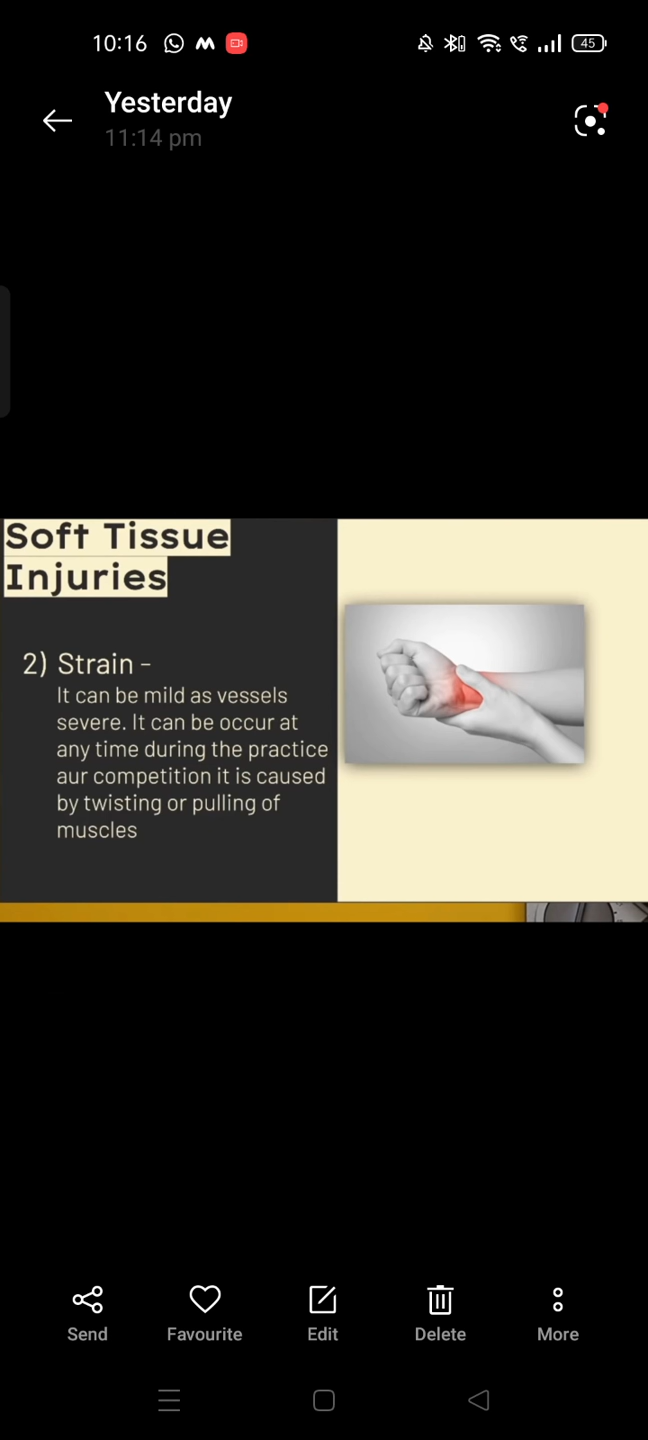 10:16
45
Yesterday
11:14 pm
Soft Tissue
Injuries
2) Strain -
It can be mild as vessels
severe. It can be occur at
any time during the practice
aur competition it is caused
by twisting or pulling of
muscles
Send
Favourite
Edit
Delete
More